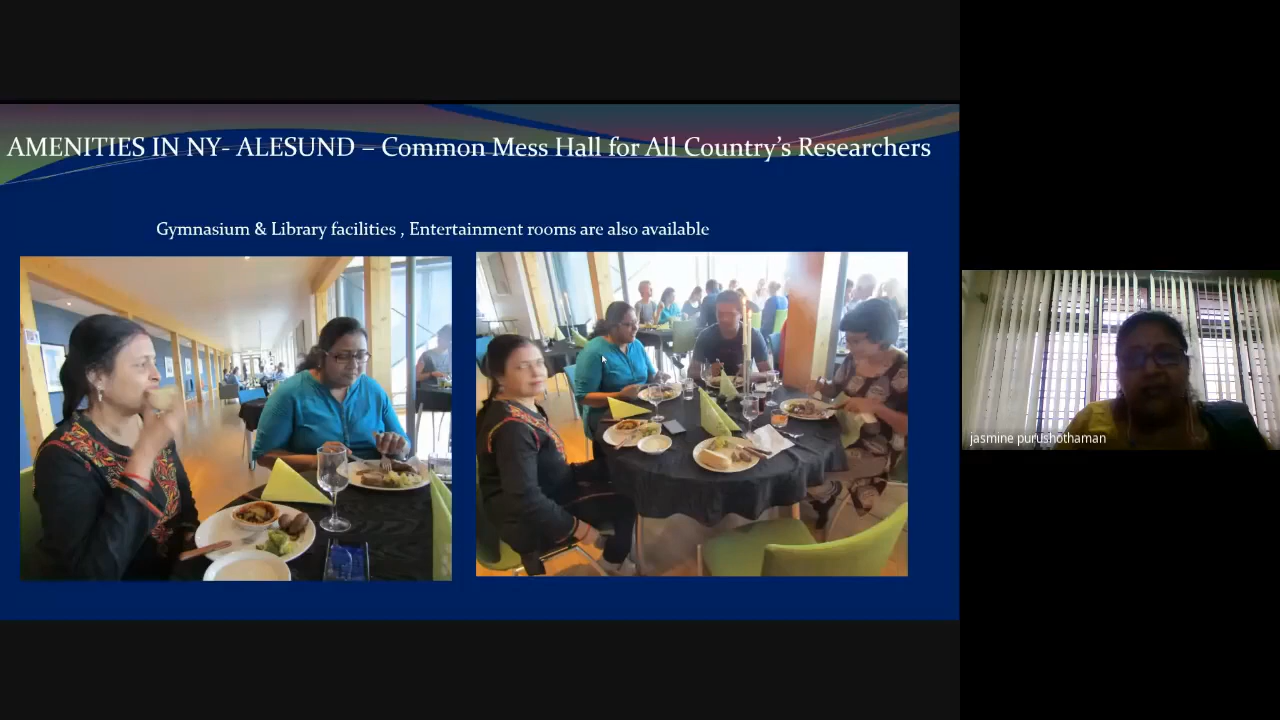 AMENITIES IN NY- ALESUND – Common Mess Hall for All Country’s Researchers
Gymnasium & Library facilities , Entertainment rooms are also available
jasmine purushothaman